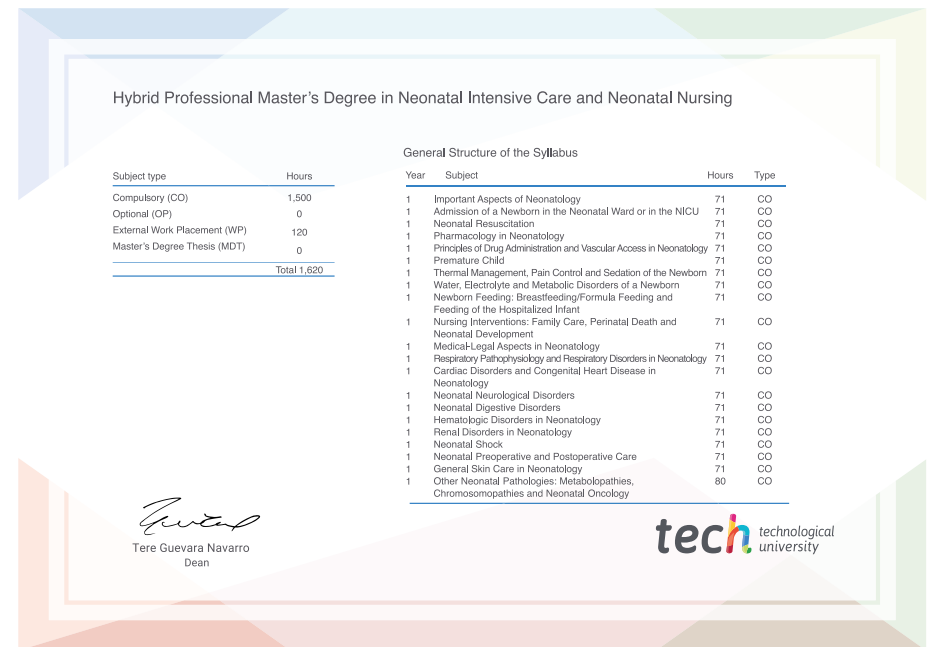 Hybrid Professional Master's Degree in Neonatal Intensive Care and Neonatal Nursing
Subject type Hours
Compulsory (CO) 1,500
Optional (OP) 0
External Work Placement (WP) 120
Master's Degree Thesis (MDT) 0
Total 1,620
General Structure of the Syllabus
Year Subject Hours Type
1 Important Aspects of Neonatology 71 CO
1 Admission of a Newborn in the Neonatal Ward or in the NICU 71 CO
1 Neonatal Resuscitation 71 CO
1 Pharmacology in Neonatology 71 CO
1 Principles of Drug Administration and Vascular Access in Neonatology 71 CO
1 Premature Child 71 CO
1 Thermal Management, Pain Control and Sedation of the Newborn 71 CO
1 Water, Electrolyte and Metabolic Disorders of a Newborn 71 CO
1 Newborn Feeding: Breastfeeding/Formula Feeding and 71 CO
Feeding of the Hospitalized Infant
1 Nursing Interventions: Family Care, Perinatal Death and 71 CO
Neonatal Development
1 Medical-Legal Aspects in Neonatology 71 CO
1 Respiratory Pathophysiology and Respiratory Disorders in Neonatology 71 CO
1 Cardiac Disorders and Congenital Heart Disease in 71 CO
Neonatology
1 Neonatal Neurological Disorders 71 CO
1 Neonatal Digestive Disorders 71 CO
1 Hematologic Disorders in Neonatology 71 CO
1 Renal Disorders in Neonatology 71 CO
1 Neonatal Shock 71 CO
1 Neonatal Preoperative and Postoperative Care 71 CO
1 General Skin Care in Neonatology 71 CO
1 Other Neonatal Pathologies: Metabolopathies, 80 CO
Chromosomopathies and Neonatal Oncology
Tere Guevara Navarro
Dean
tech technological
university